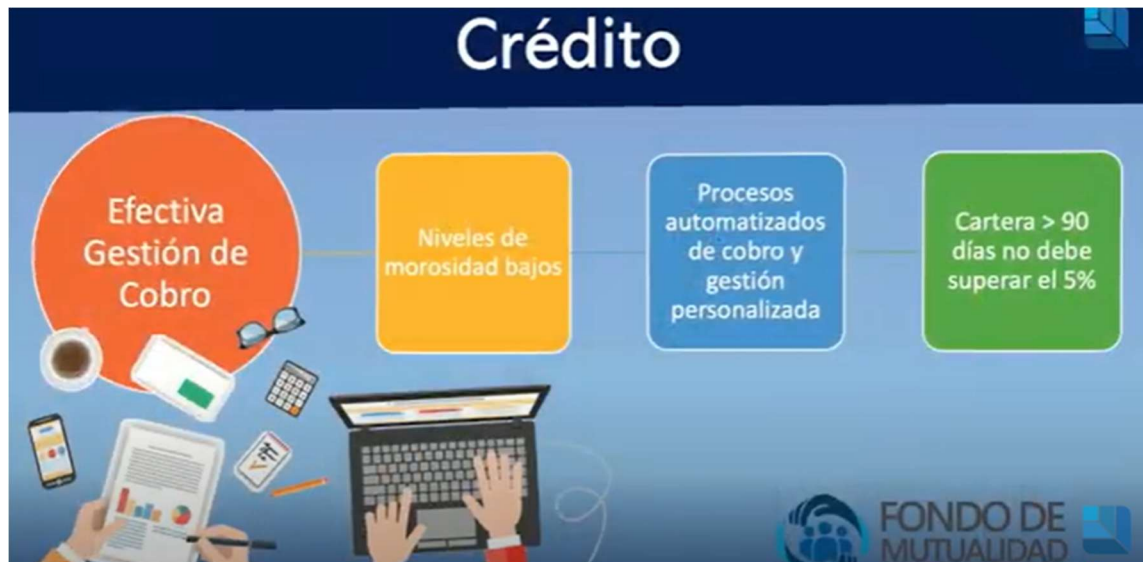 Crédito
Efectiva
Gestión de
Cobro
Niveles de
morosidad bajos
Procesos
automatizados
de cobro y
gestión
personalizada
Cartera > 90
días no debe
superar el 5%
FONDO DE
MUTUALIDAD